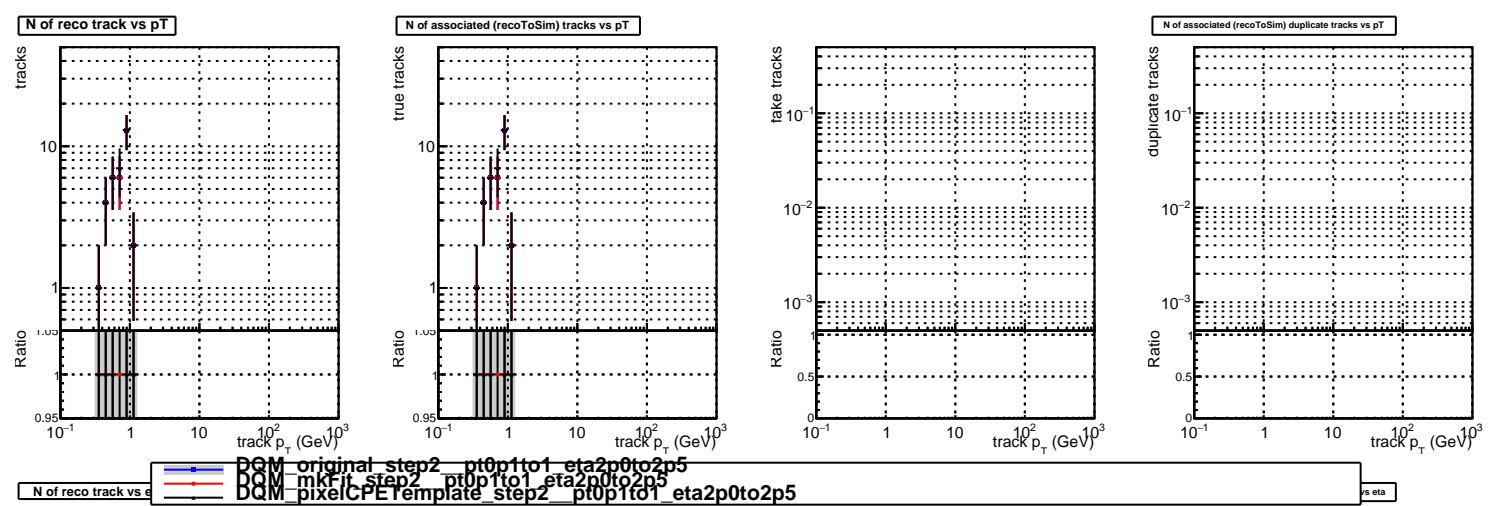 N of reco track vs pT
N of associated (recoToSim) tracks vs pT
N of associated (recoToSim) duplicate tracks vs pT
tracks
10
1
Ratio
1.05
1
0.95
10⁻¹ 1 10 10² 10³
track p_T (GeV)
true tracks
10
1
Ratio
1.05
1
0.95
10⁻¹ 1 10 10² 10³
track p_T (GeV)
fake tracks
10⁻¹
10⁻²
10⁻³
Ratio
1
0.5
0
10⁻¹ 1 10 10² 10³
track p_T (GeV)
duplicate tracks
10⁻¹
10⁻²
10⁻³
Ratio
1
0.5
0
10⁻¹ 1 10 10² 10³
track p_T (GeV)
DQM_original_step2__pt0p1to1_eta2p0to2p5
DQM_mkFit_step2__pt0p1to1_eta2p0to2p5
DQM_pixelCPETemplate_step2__pt0p1to1_eta2p0to2p5
N of reco track vs e
vs eta